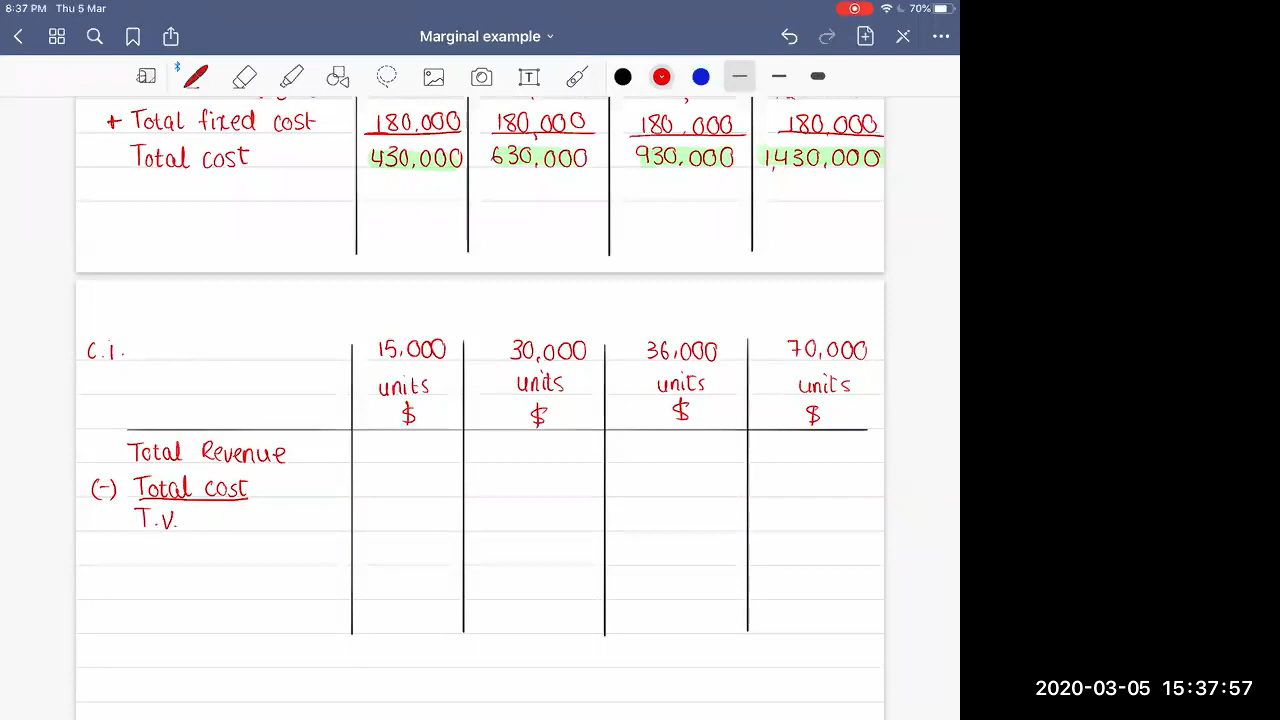 8:37 PM Thu 5 Mar
70%
Marginal example
+ Total fixed cost 180,000 180,000 180,000 180,000
Total cost 430,000 630,000 930,000 1,430,000
c.i. 15,000 30,000 36,000 70,000
units units units units
$ $ $ $
Total Revenue
(-) Total cost
T.V.
2020-03-05 15:37:57